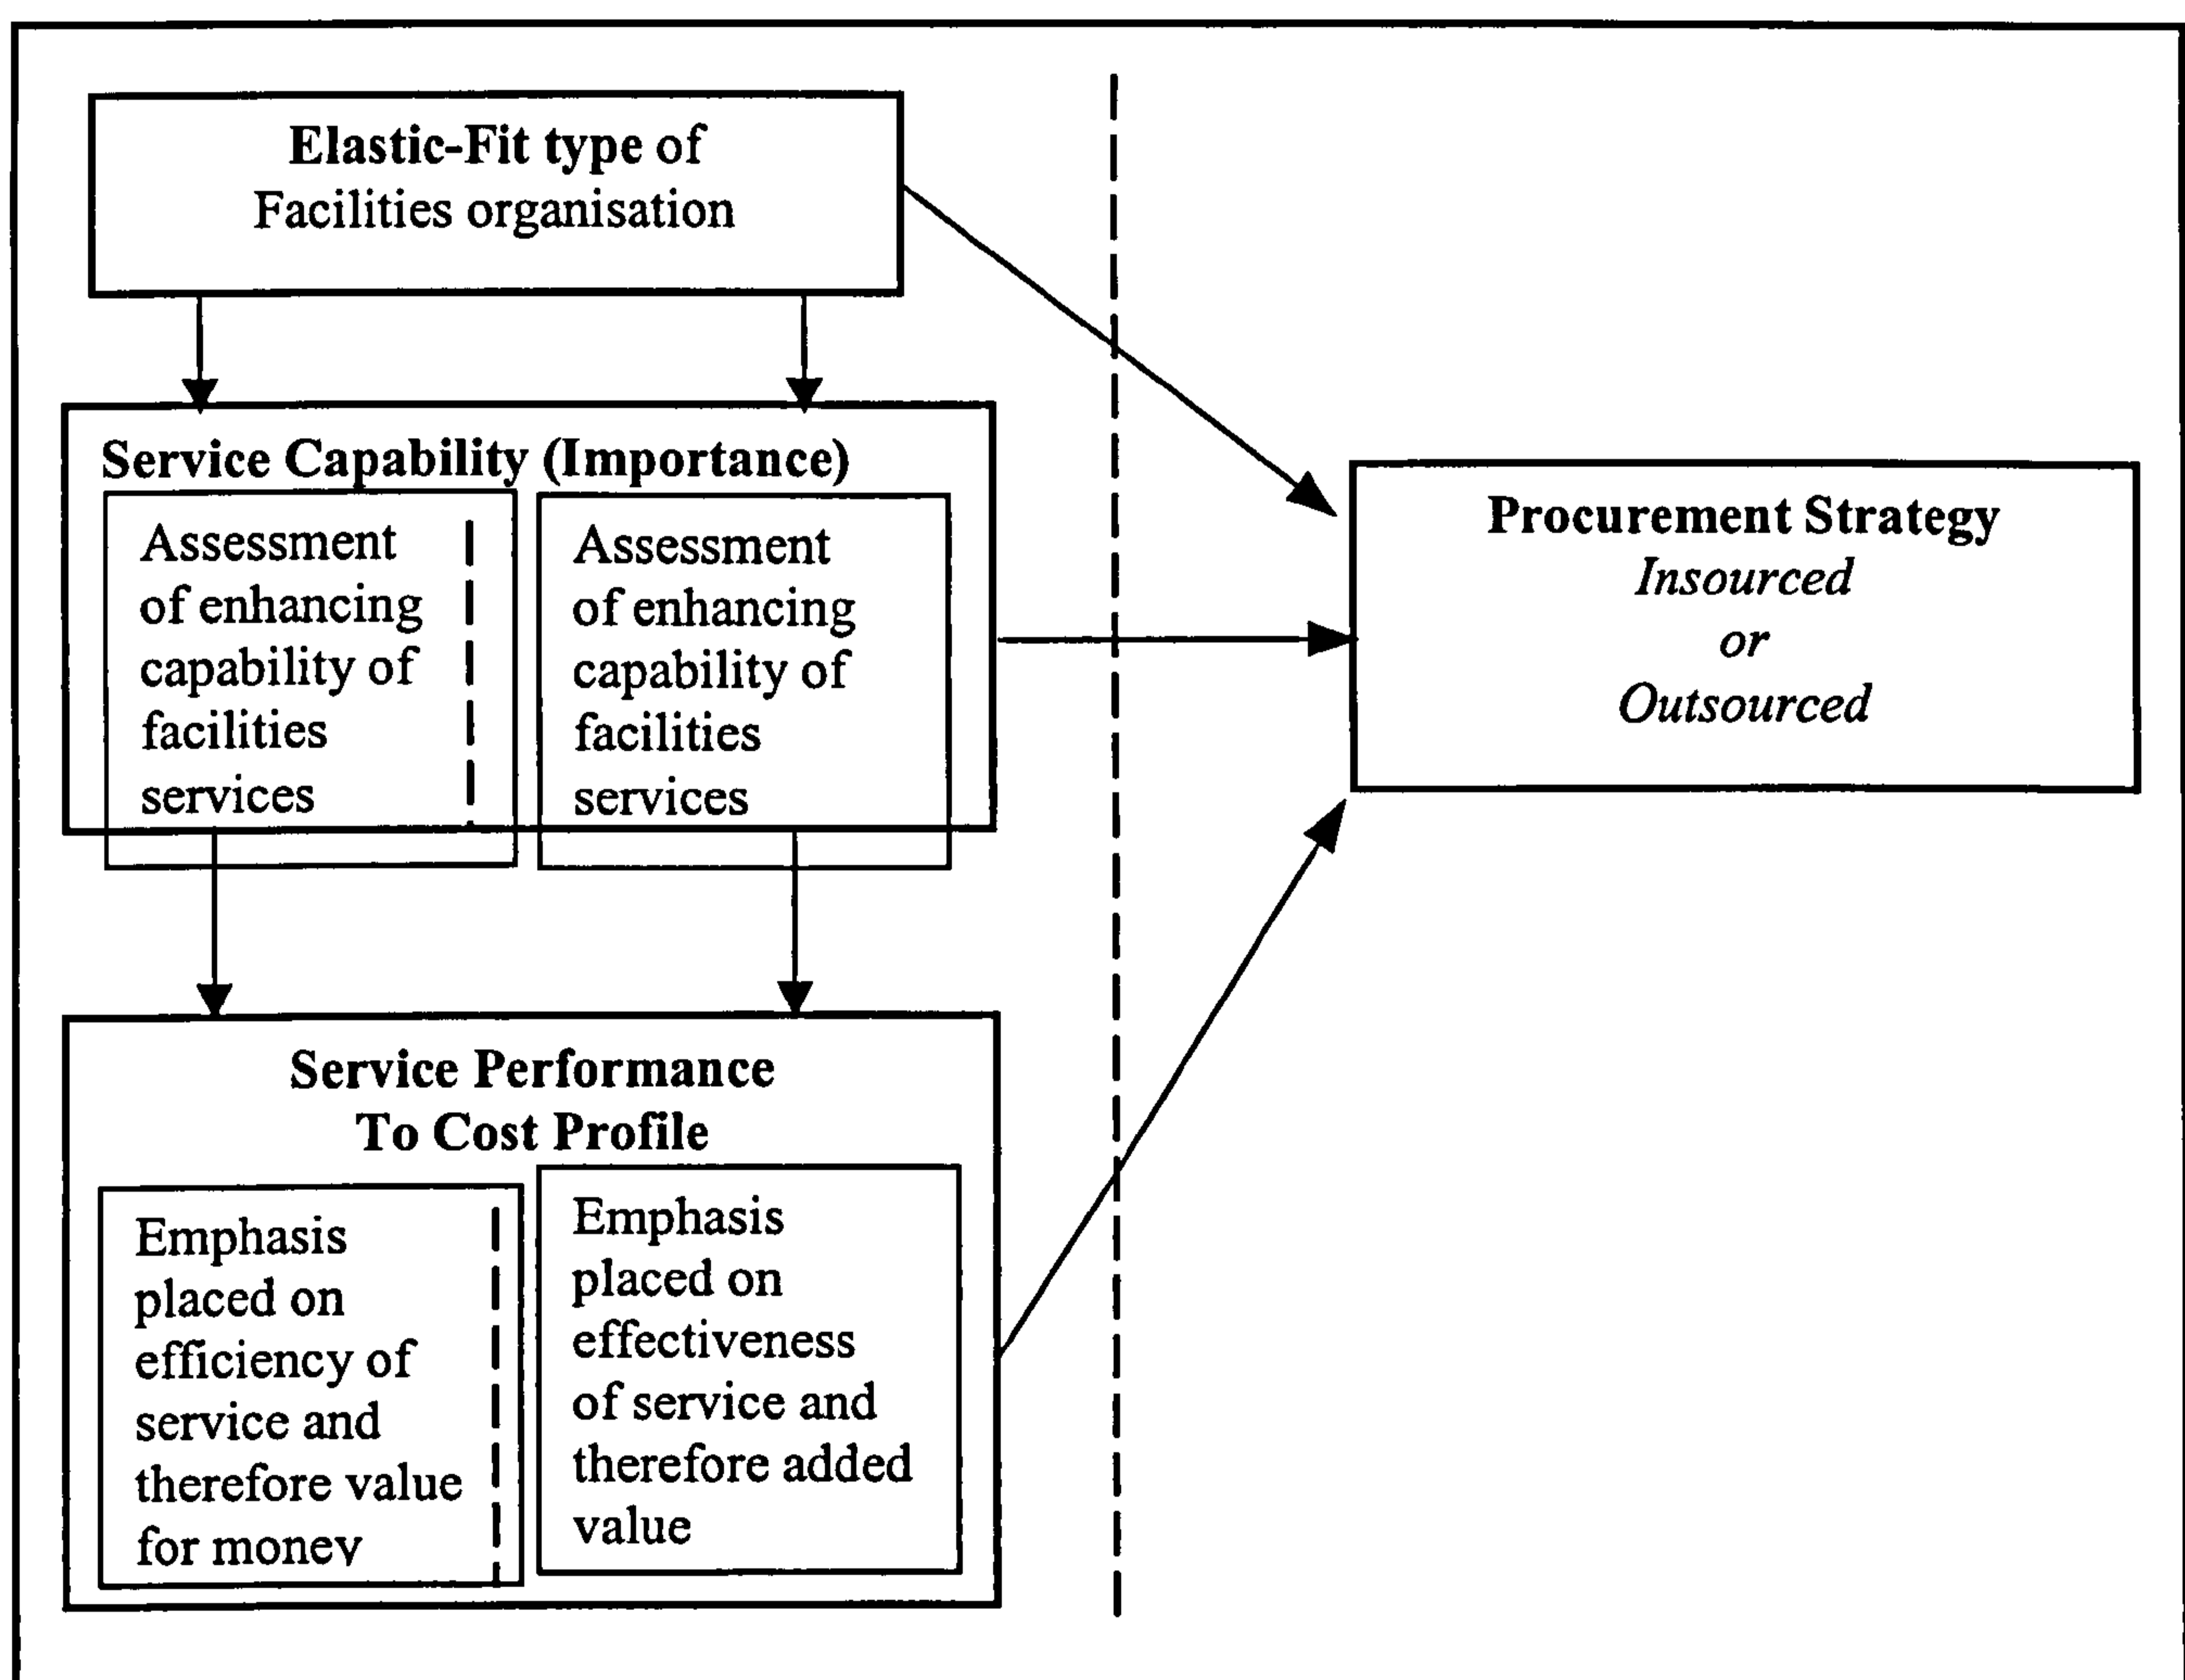 Elastic-Fit type of
Facilities organisation
Service Capability (Importance)
Assessment
of enhancing
capability of
facilities
services
Assessment
of enhancing
capability of
facilities
services
Procurement Strategy
Insourced
or
Outsourced
Service Performance
To Cost Profile
Emphasis
placed on
efficiency of
service and
therefore value
for money
Emphasis
placed on
effectiveness
of service and
therefore added
value